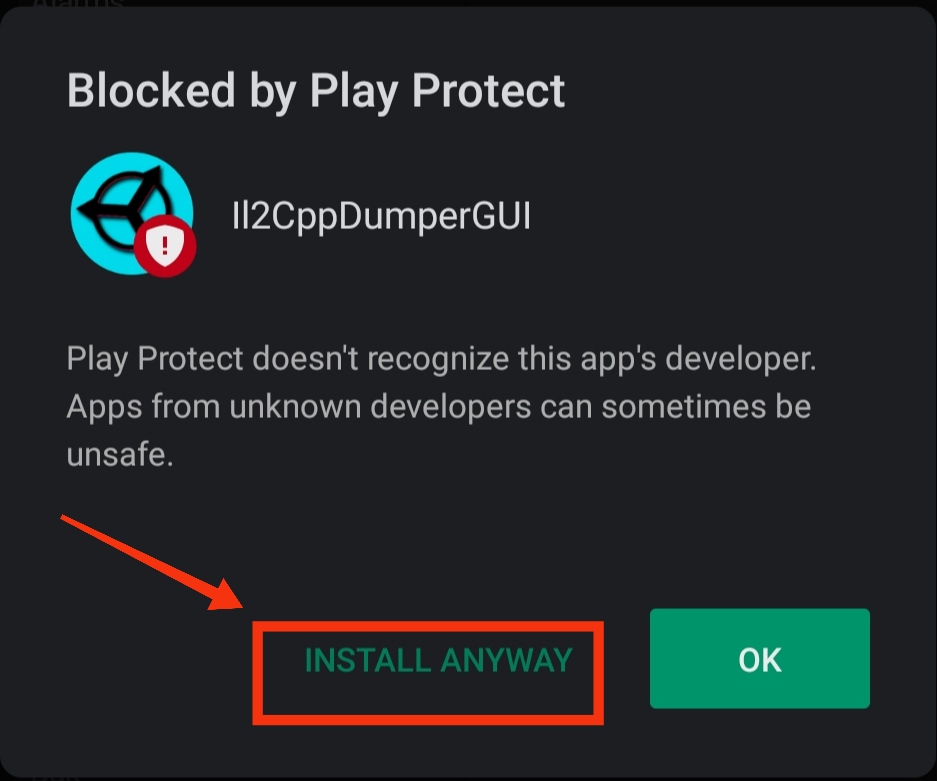 Blocked by Play Protect
Il2CppDumperGUI
Play Protect doesn't recognize this app's developer.
Apps from unknown developers can sometimes be
unsafe.
INSTALL ANYWAY
OK